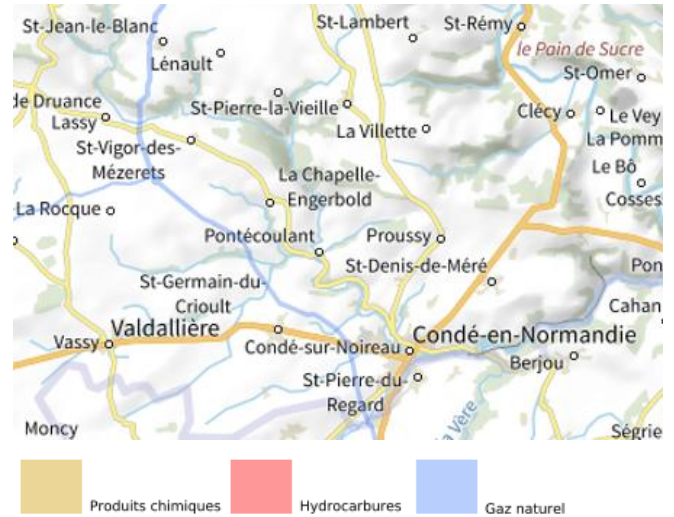 St-Jean-le-Blanc
St-Lambert
St-Rémy
le Pain de Sucre
Lénault
St-Omer
de Druance
St-Pierre-la-Vieille
Clécy
Le Vey
Lassy
La Villette
La Pomm
St-Vigor-des-
Mézerets
La Chapelle-
Engerbold
Le Bô
Cosses
La Rocque
Pontécoulant
Proussy
St-Denis-de-Méré
Pon
St-Germain-du-
Crioult
Cahan
Valdallière
Vassy
Condé-sur-Noireau
Condé-en-Normandie
Berjou
St-Pierre-du-
Regard
la Vère
Moncy
Ségrie
Produits chimiques
Hydrocarbures
Gaz naturel